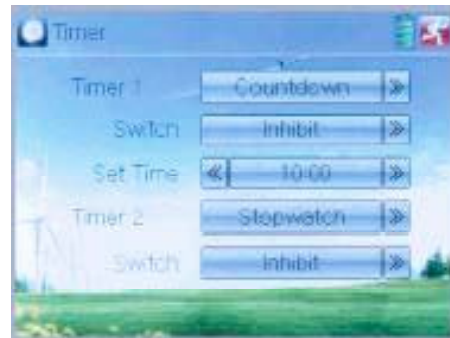 Timer
Timer 1 Countdown
Switch Inhibit
Set Time 10:00
Timer 2 Stopwatch
Switch Inhibit